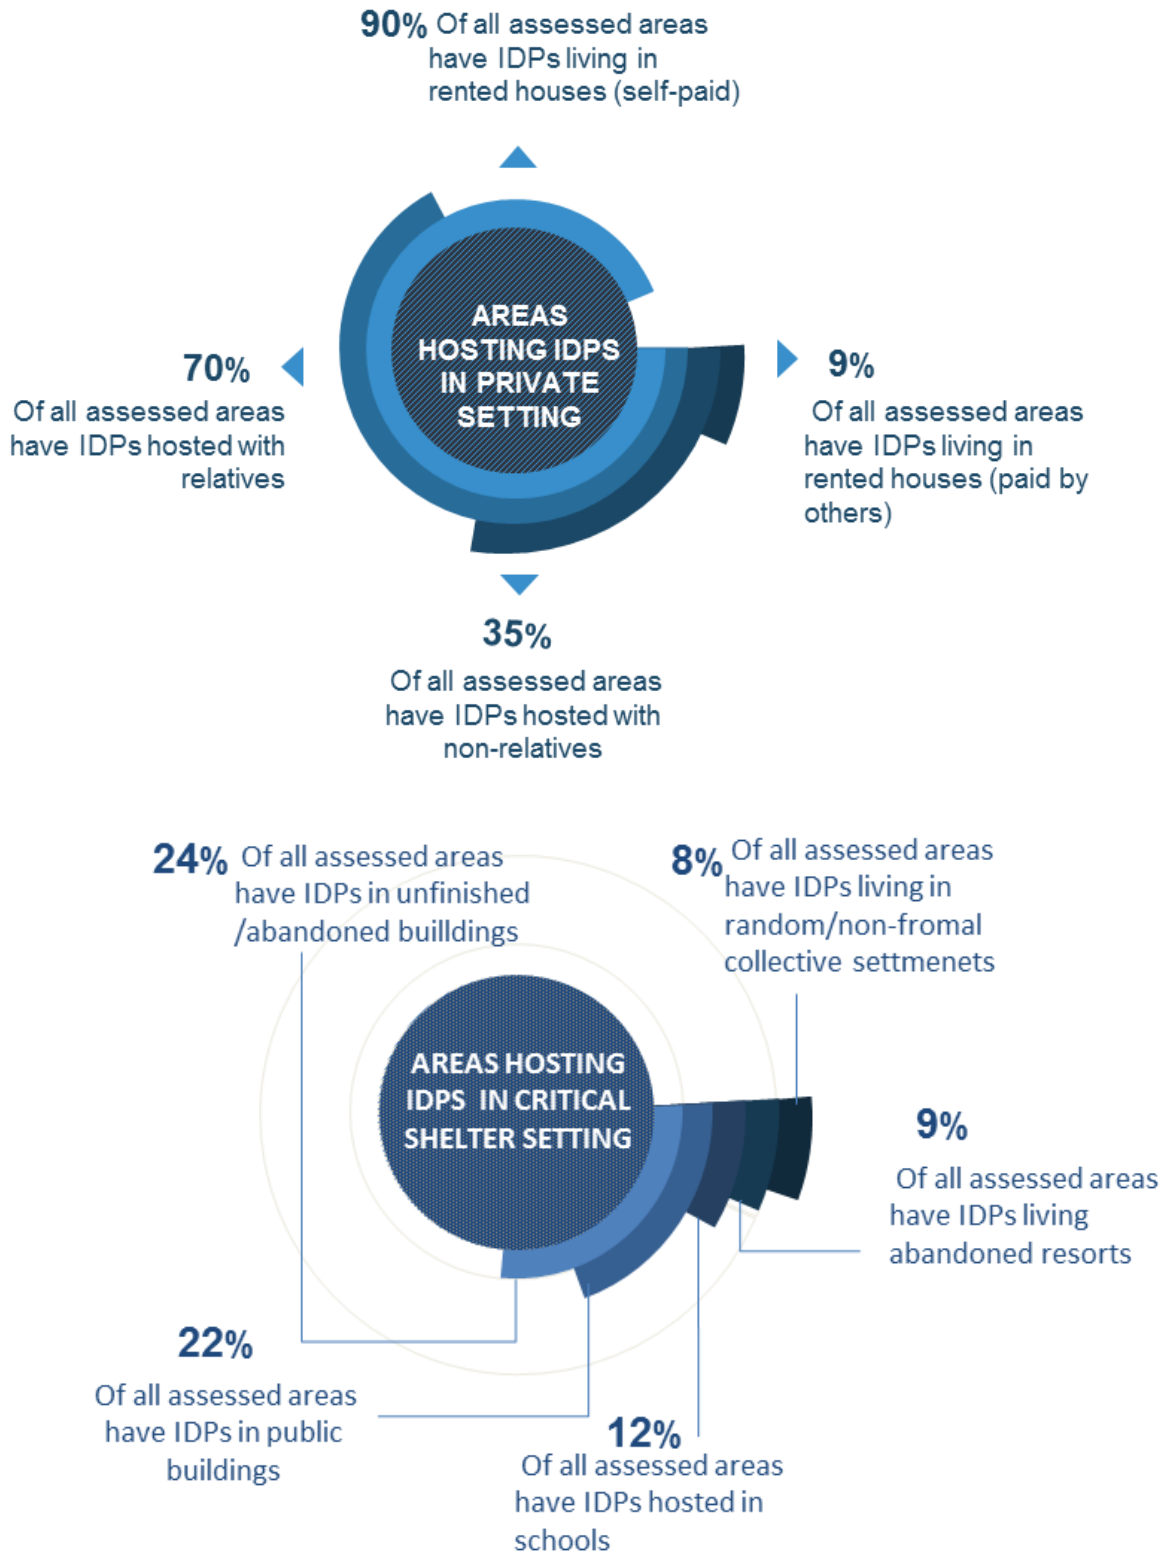 90% Of all assessed areas
have IDPs living in
rented houses (self-paid)
AREAS
HOSTING IDPS
IN PRIVATE
SETTING
70%
Of all assessed areas
have IDPs hosted with
relatives
9%
Of all assessed areas
have IDPs living in
rented houses (paid by
others)
35%
Of all assessed areas
have IDPs hosted with
non-relatives
24% Of all assessed areas
have IDPs in unfinished
/abandoned builldings
8% Of all assessed areas
have IDPs living in
random/non-fromal
collective settmenets
AREAS HOSTING
IDPS IN CRITICAL
SHELTER SETTING
9%
Of all assessed areas
have IDPs living
abandoned resorts
22%
Of all assessed areas
have IDPs in public
buildings
12%
Of all assessed areas
have IDPs hosted in
schools